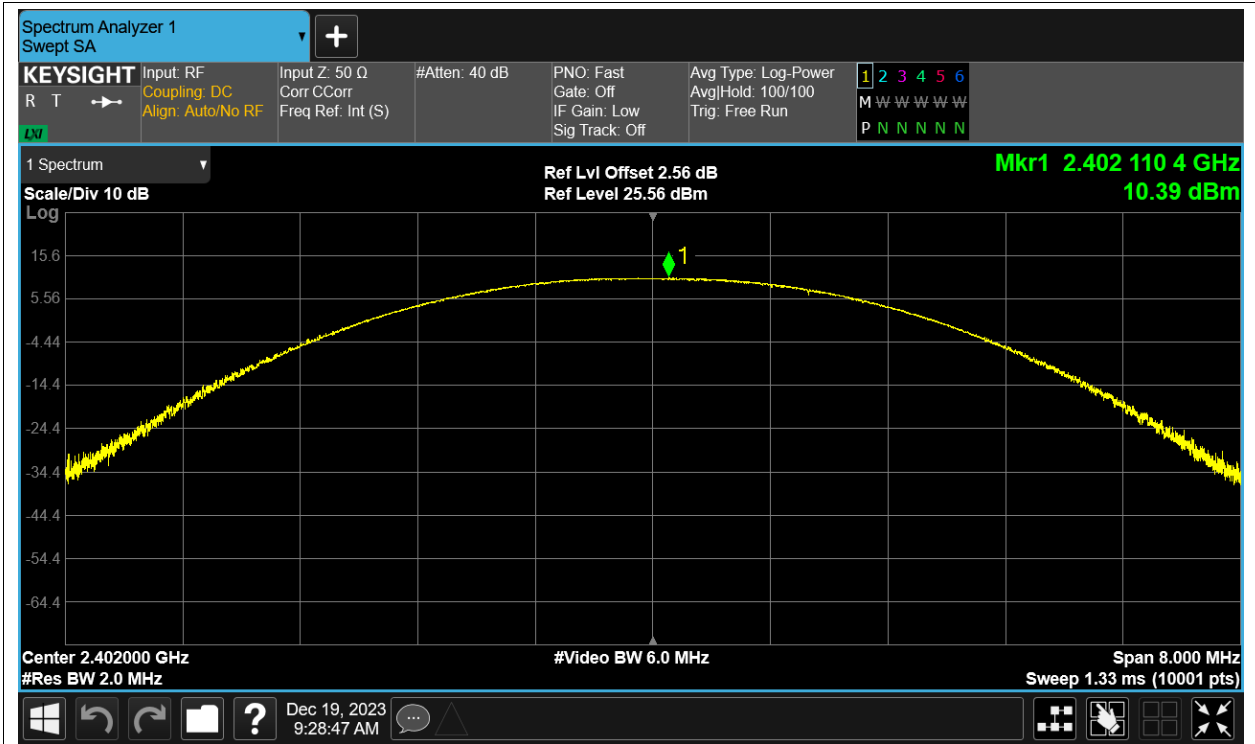 Spectrum Analyzer 1
Swept SA
+
KEYSIGHT
R T
LXI
Input: RF
Coupling: DC
Align: Auto/No RF
Input Z: 50 Ω
Corr CCorr
Freq Ref: Int (S)
#Atten: 40 dB
PNO: Fast
Gate: Off
IF Gain: Low
Sig Track: Off
Avg Type: Log-Power
Avg|Hold: 100/100
Trig: Free Run
1 2 3 4 5 6
M W W W W W
P N N N N N
1 Spectrum
Scale/Div 10 dB
Log
Ref Lvl Offset 2.56 dB
Ref Level 25.56 dBm
Mkr1 2.402 110 4 GHz
10.39 dBm
1
15.6
5.56
-4.44
-14.4
-24.4
-34.4
-44.4
-54.4
-64.4
Center 2.402000 GHz
#Video BW 6.0 MHz
Span 8.000 MHz
#Res BW 2.0 MHz
Sweep 1.33 ms (10001 pts)
?
Dec 19, 2023
9:28:47 AM